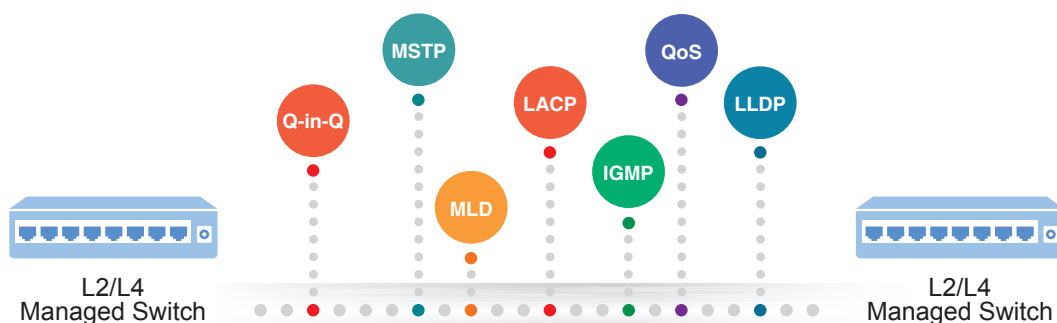 MSTP
QoS
LACP
LLDP
Q-in-Q
IGMP
MLD
L2/L4
Managed Switch
L2/L4
Managed Switch